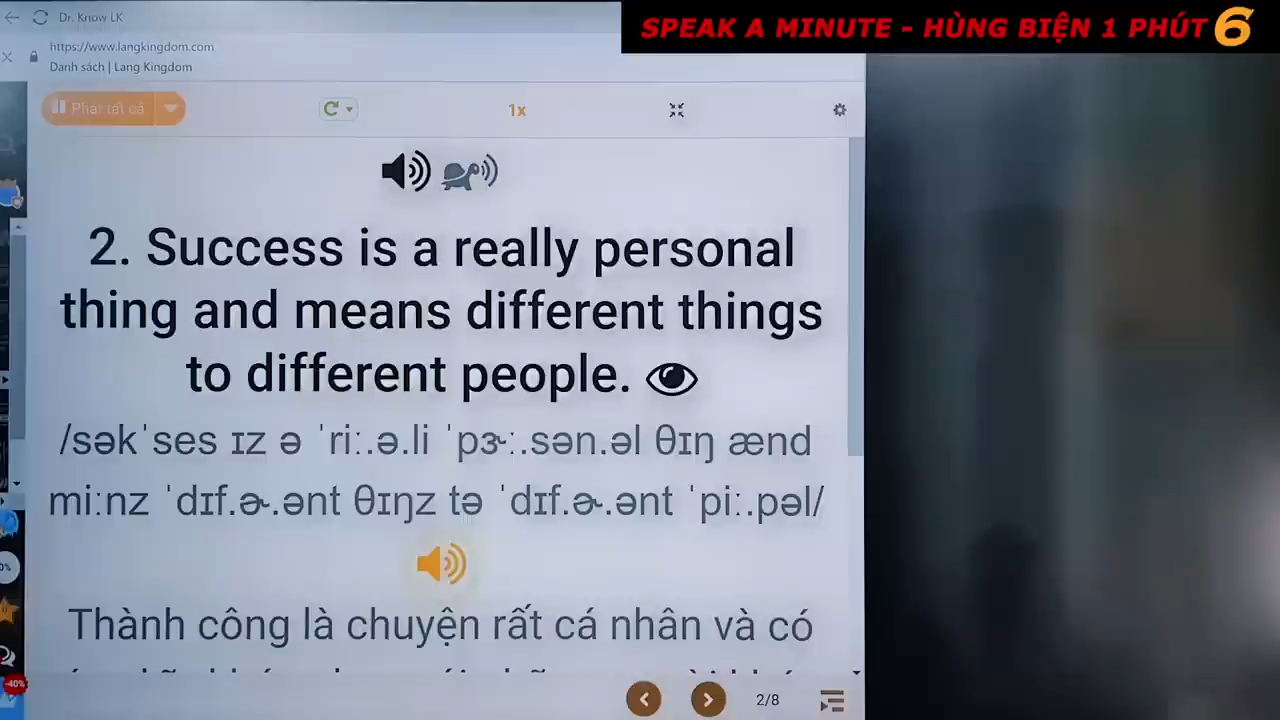 Dr. Know LK
SPEAK A MINUTE - HÙNG BIỆN 1 PHÚT 6
https://www.langkingdom.com
Danh sách | Lang Kingdom
Phát tất cả
1x
2. Success is a really personal
thing and means different things
to different people.
/səkˈses ɪz ə ˈriː.ə.li ˈpɝː.sən.əl θɪŋ ænd
miːnz ˈdɪf.ɚ.ənt θɪŋz tə ˈdɪf.ɚ.ənt ˈpiː.pəl/
Thành công là chuyện rất cá nhân và có
-40%
2/8